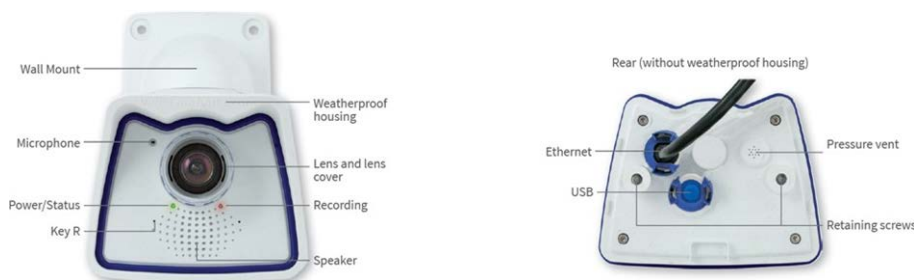 Wall Mount
Weatherproof
housing
Microphone
Lens and lens
cover
Power/Status
Recording
Key R
Speaker
Rear (without weatherproof housing)
Ethernet
Pressure vent
USB
Retaining screws